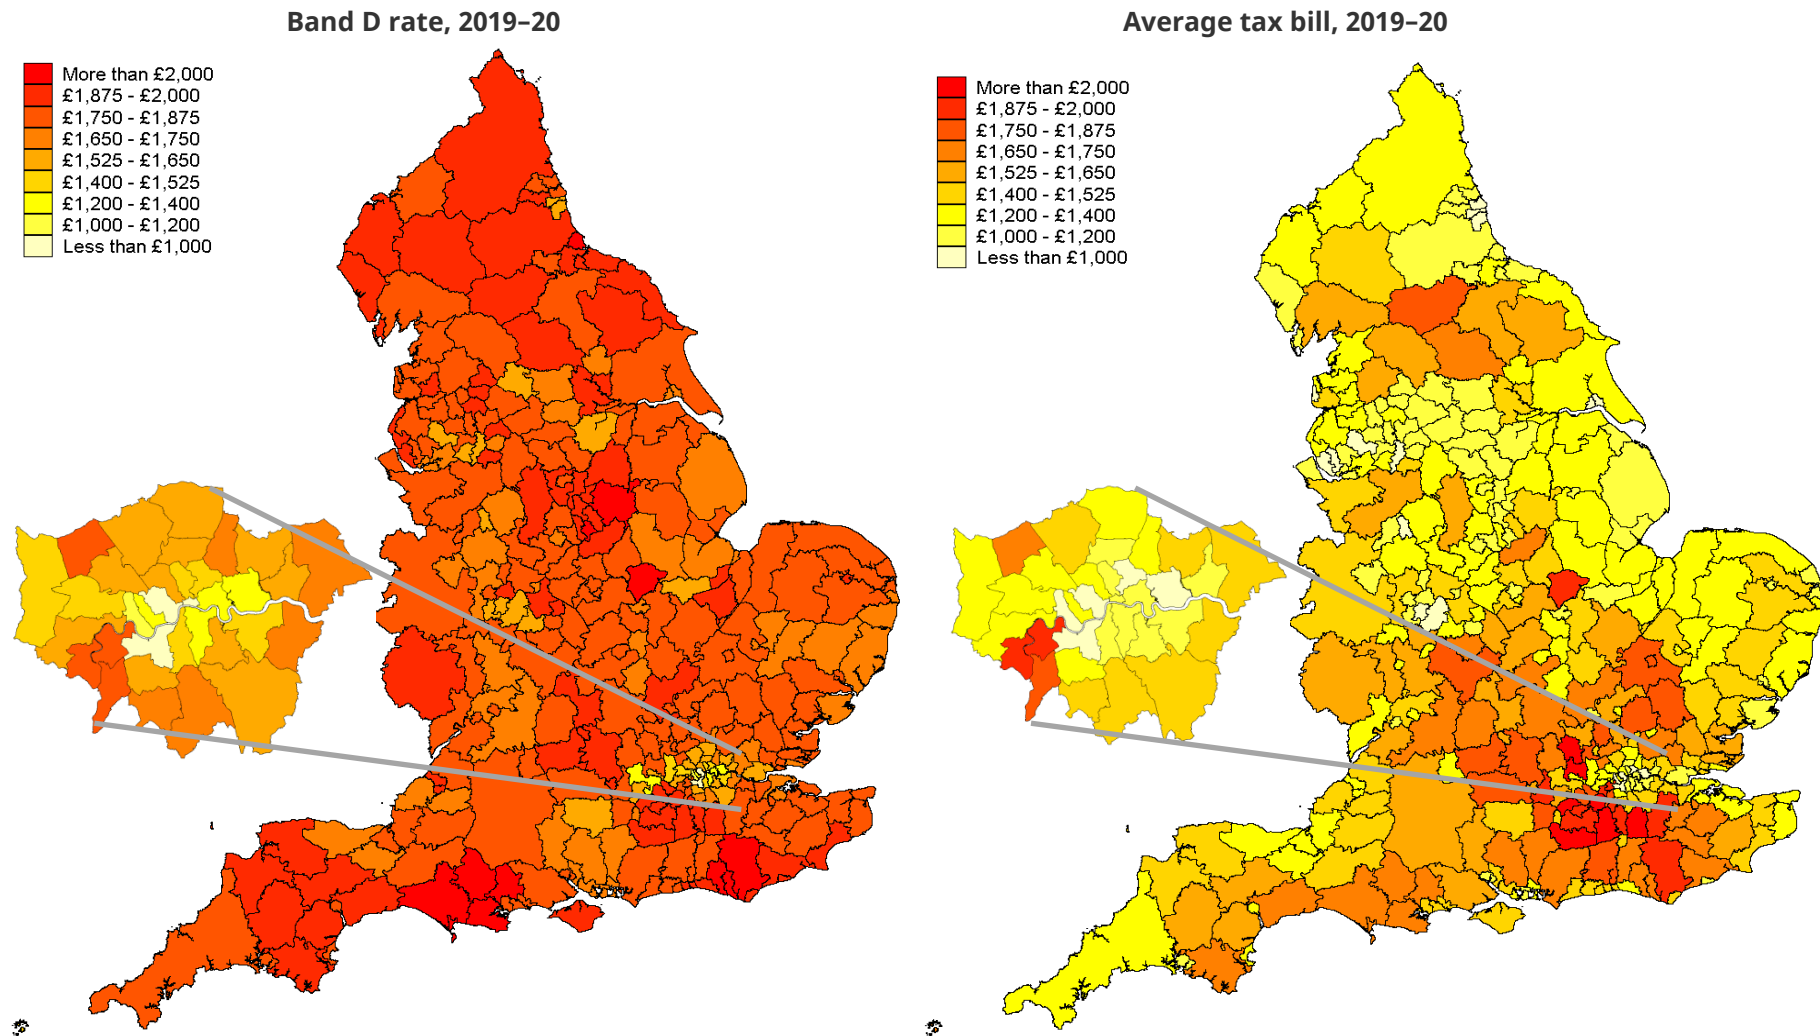 Band D rate, 2019–20
More than £2,000
£1,875 - £2,000
£1,750 - £1,875
£1,650 - £1,750
£1,525 - £1,650
£1,400 - £1,525
£1,200 - £1,400
£1,000 - £1,200
Less than £1,000
Average tax bill, 2019–20
More than £2,000
£1,875 - £2,000
£1,750 - £1,875
£1,650 - £1,750
£1,525 - £1,650
£1,400 - £1,525
£1,200 - £1,400
£1,000 - £1,200
Less than £1,000